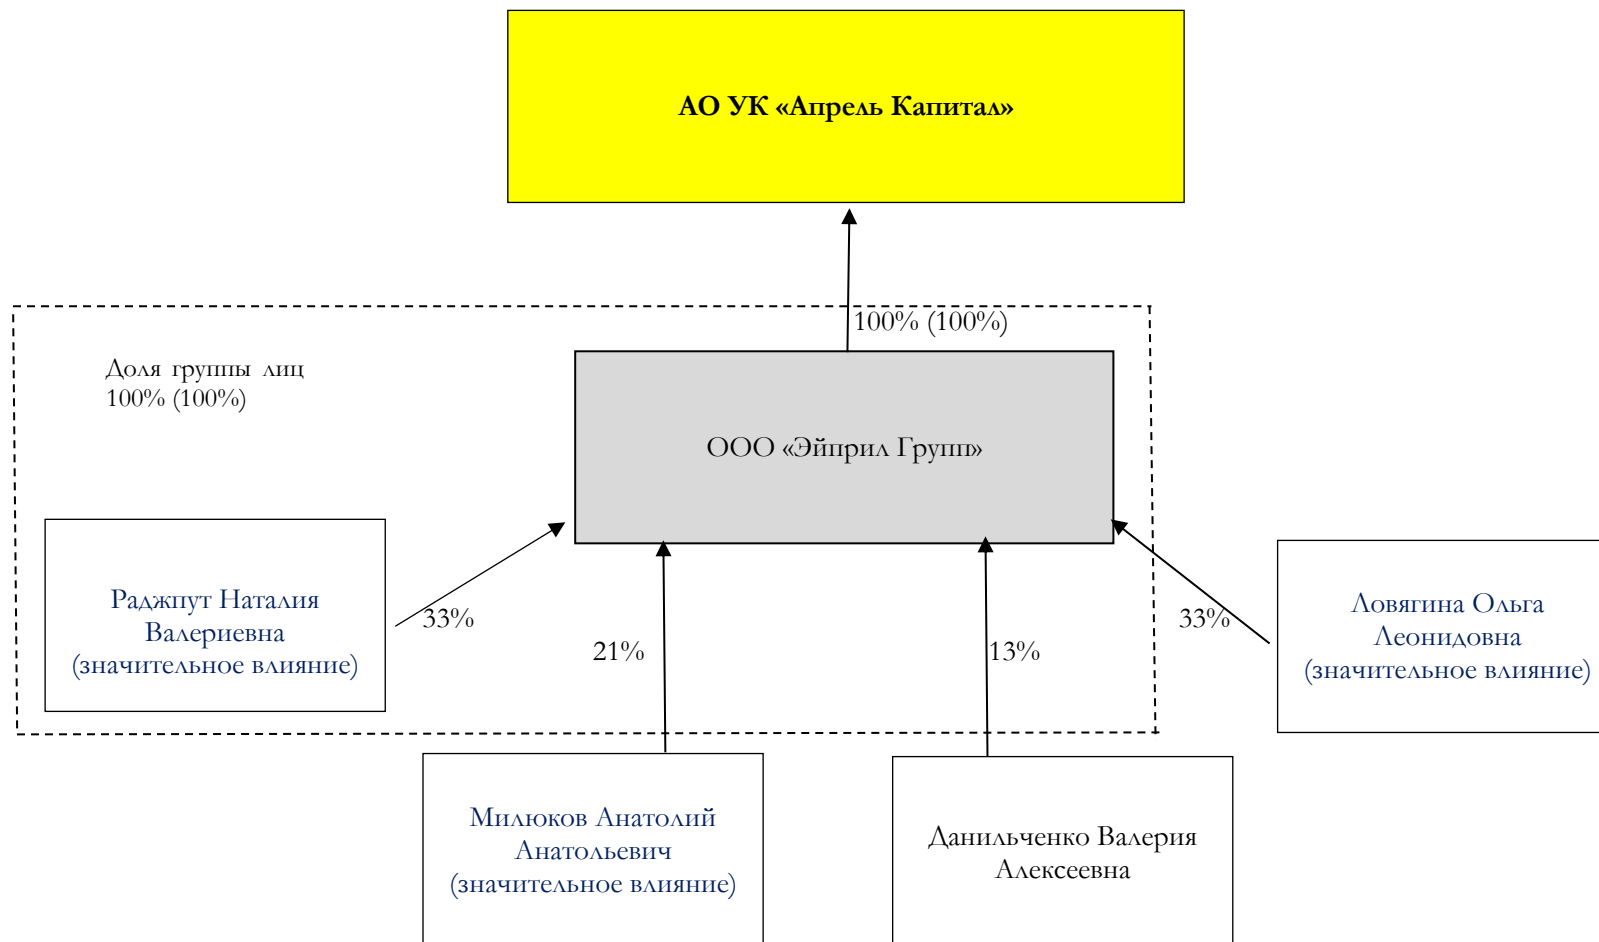 АО УК «Апрель Капитал»
100% (100%)
Доля группы лиц
100% (100%)
ООО «Эйприл Групп»
Раджпут Наталия
Валериевна
(значительное влияние)
33%
21%
13%
33%
Ловягина Ольга
Леонидовна
(значительное влияние)
Милюков Анатолий
Анатольевич
(значительное влияние)
Данильченко Валерия
Алексеевна